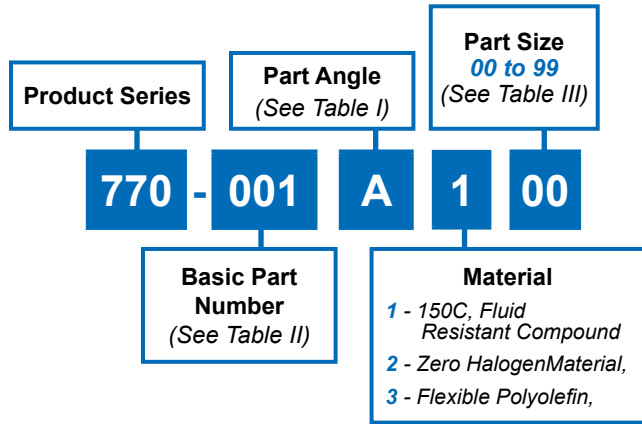 Product Series
Part Angle
(See Table I)
Part Size
00 to 99
(See Table III)
770 - 001 A 1 00
Basic Part
Number
(See Table II)
Material
1 - 150C, Fluid
Resistant Compound
2 - Zero HalogenMaterial,
3 - Flexible Polyolefin,